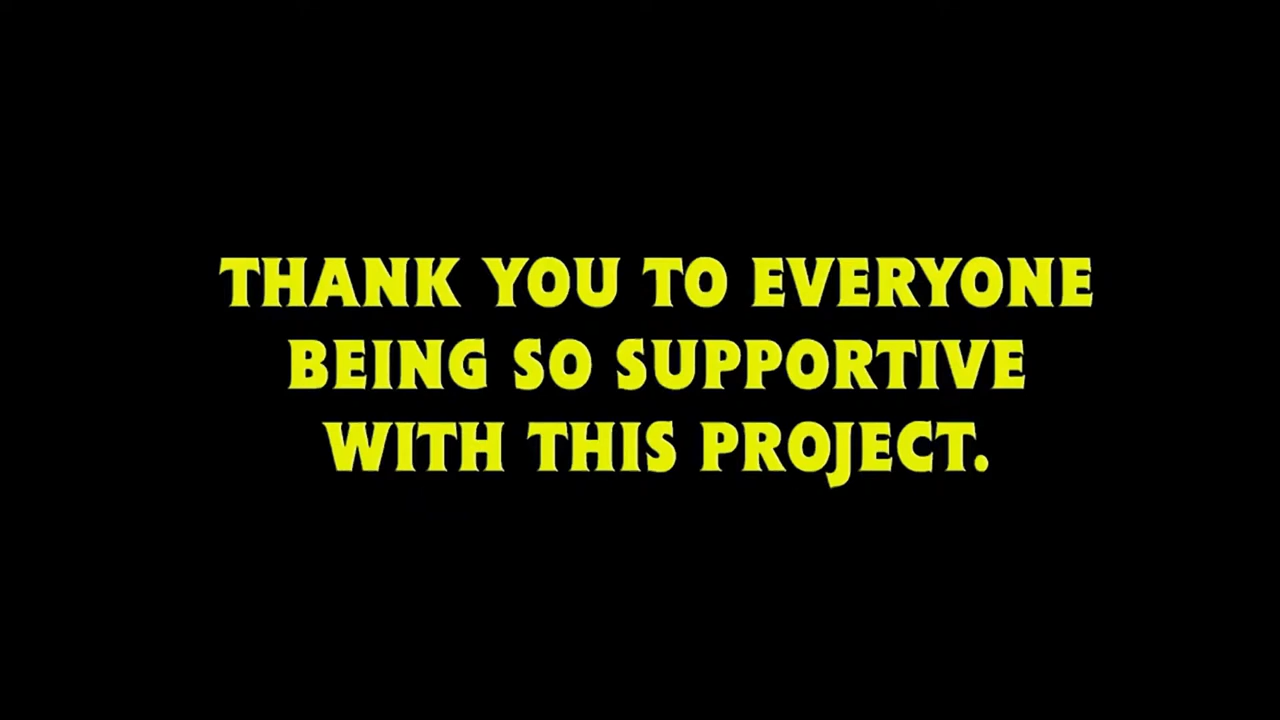 THANK YOU TO EVERYONE
BEING SO SUPPORTIVE
WITH THIS PROJECT.